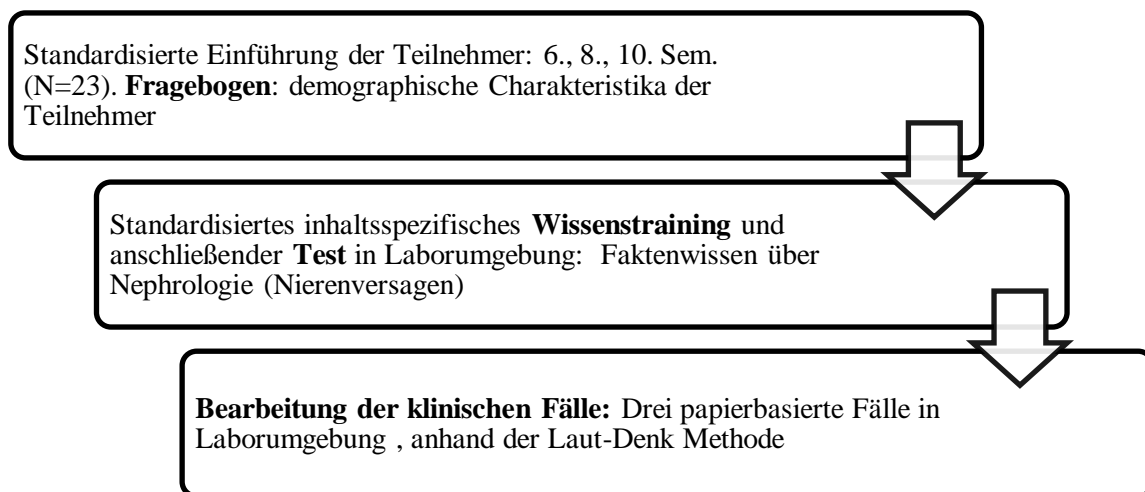 Standardisierte Einführung der Teilnehmer: 6., 8., 10. Sem.
(N=23). Fragebogen: demographische Charakteristika der
Teilnehmer
Standardisiertes inhaltsspezifisches Wissenstraining und
anschließender Test in Laborumgebung: Faktenwissen über
Nephrologie (Nierenversagen)
Bearbeitung der klinischen Fälle: Drei papierbasierte Fälle in
Laborumgebung , anhand der Laut-Denk Methode